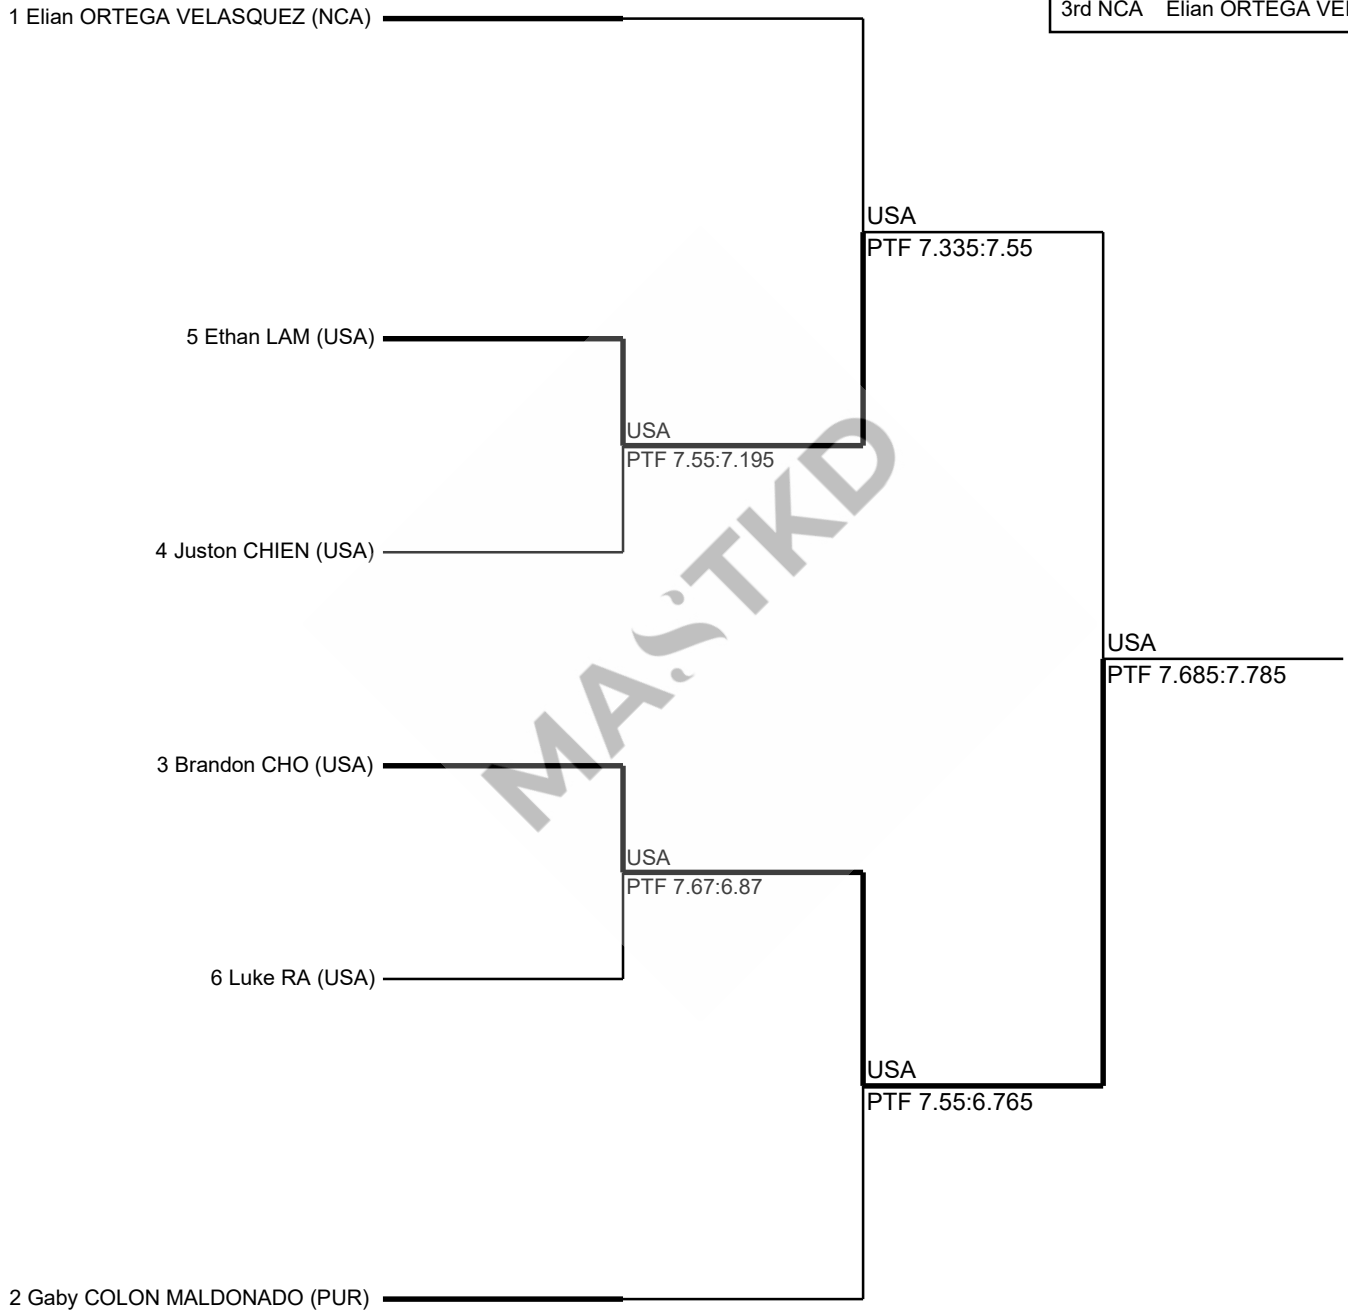 1 Elian ORTEGA VELASQUEZ (NCA)
3rd NCA Elian ORTEGA
USA
PTF 7.335:7.55
5 Ethan LAM (USA)
USA
PTF 7.55:7.195
4 Juston CHIEN (USA)
MASTKD
USA
PTF 7.685:7.785
3 Brandon CHO (USA)
USA
PTF 7.67:6.87
6 Luke RA (USA)
USA
PTF 7.55:6.765
2 Gaby COLON MALDONADO (PUR)